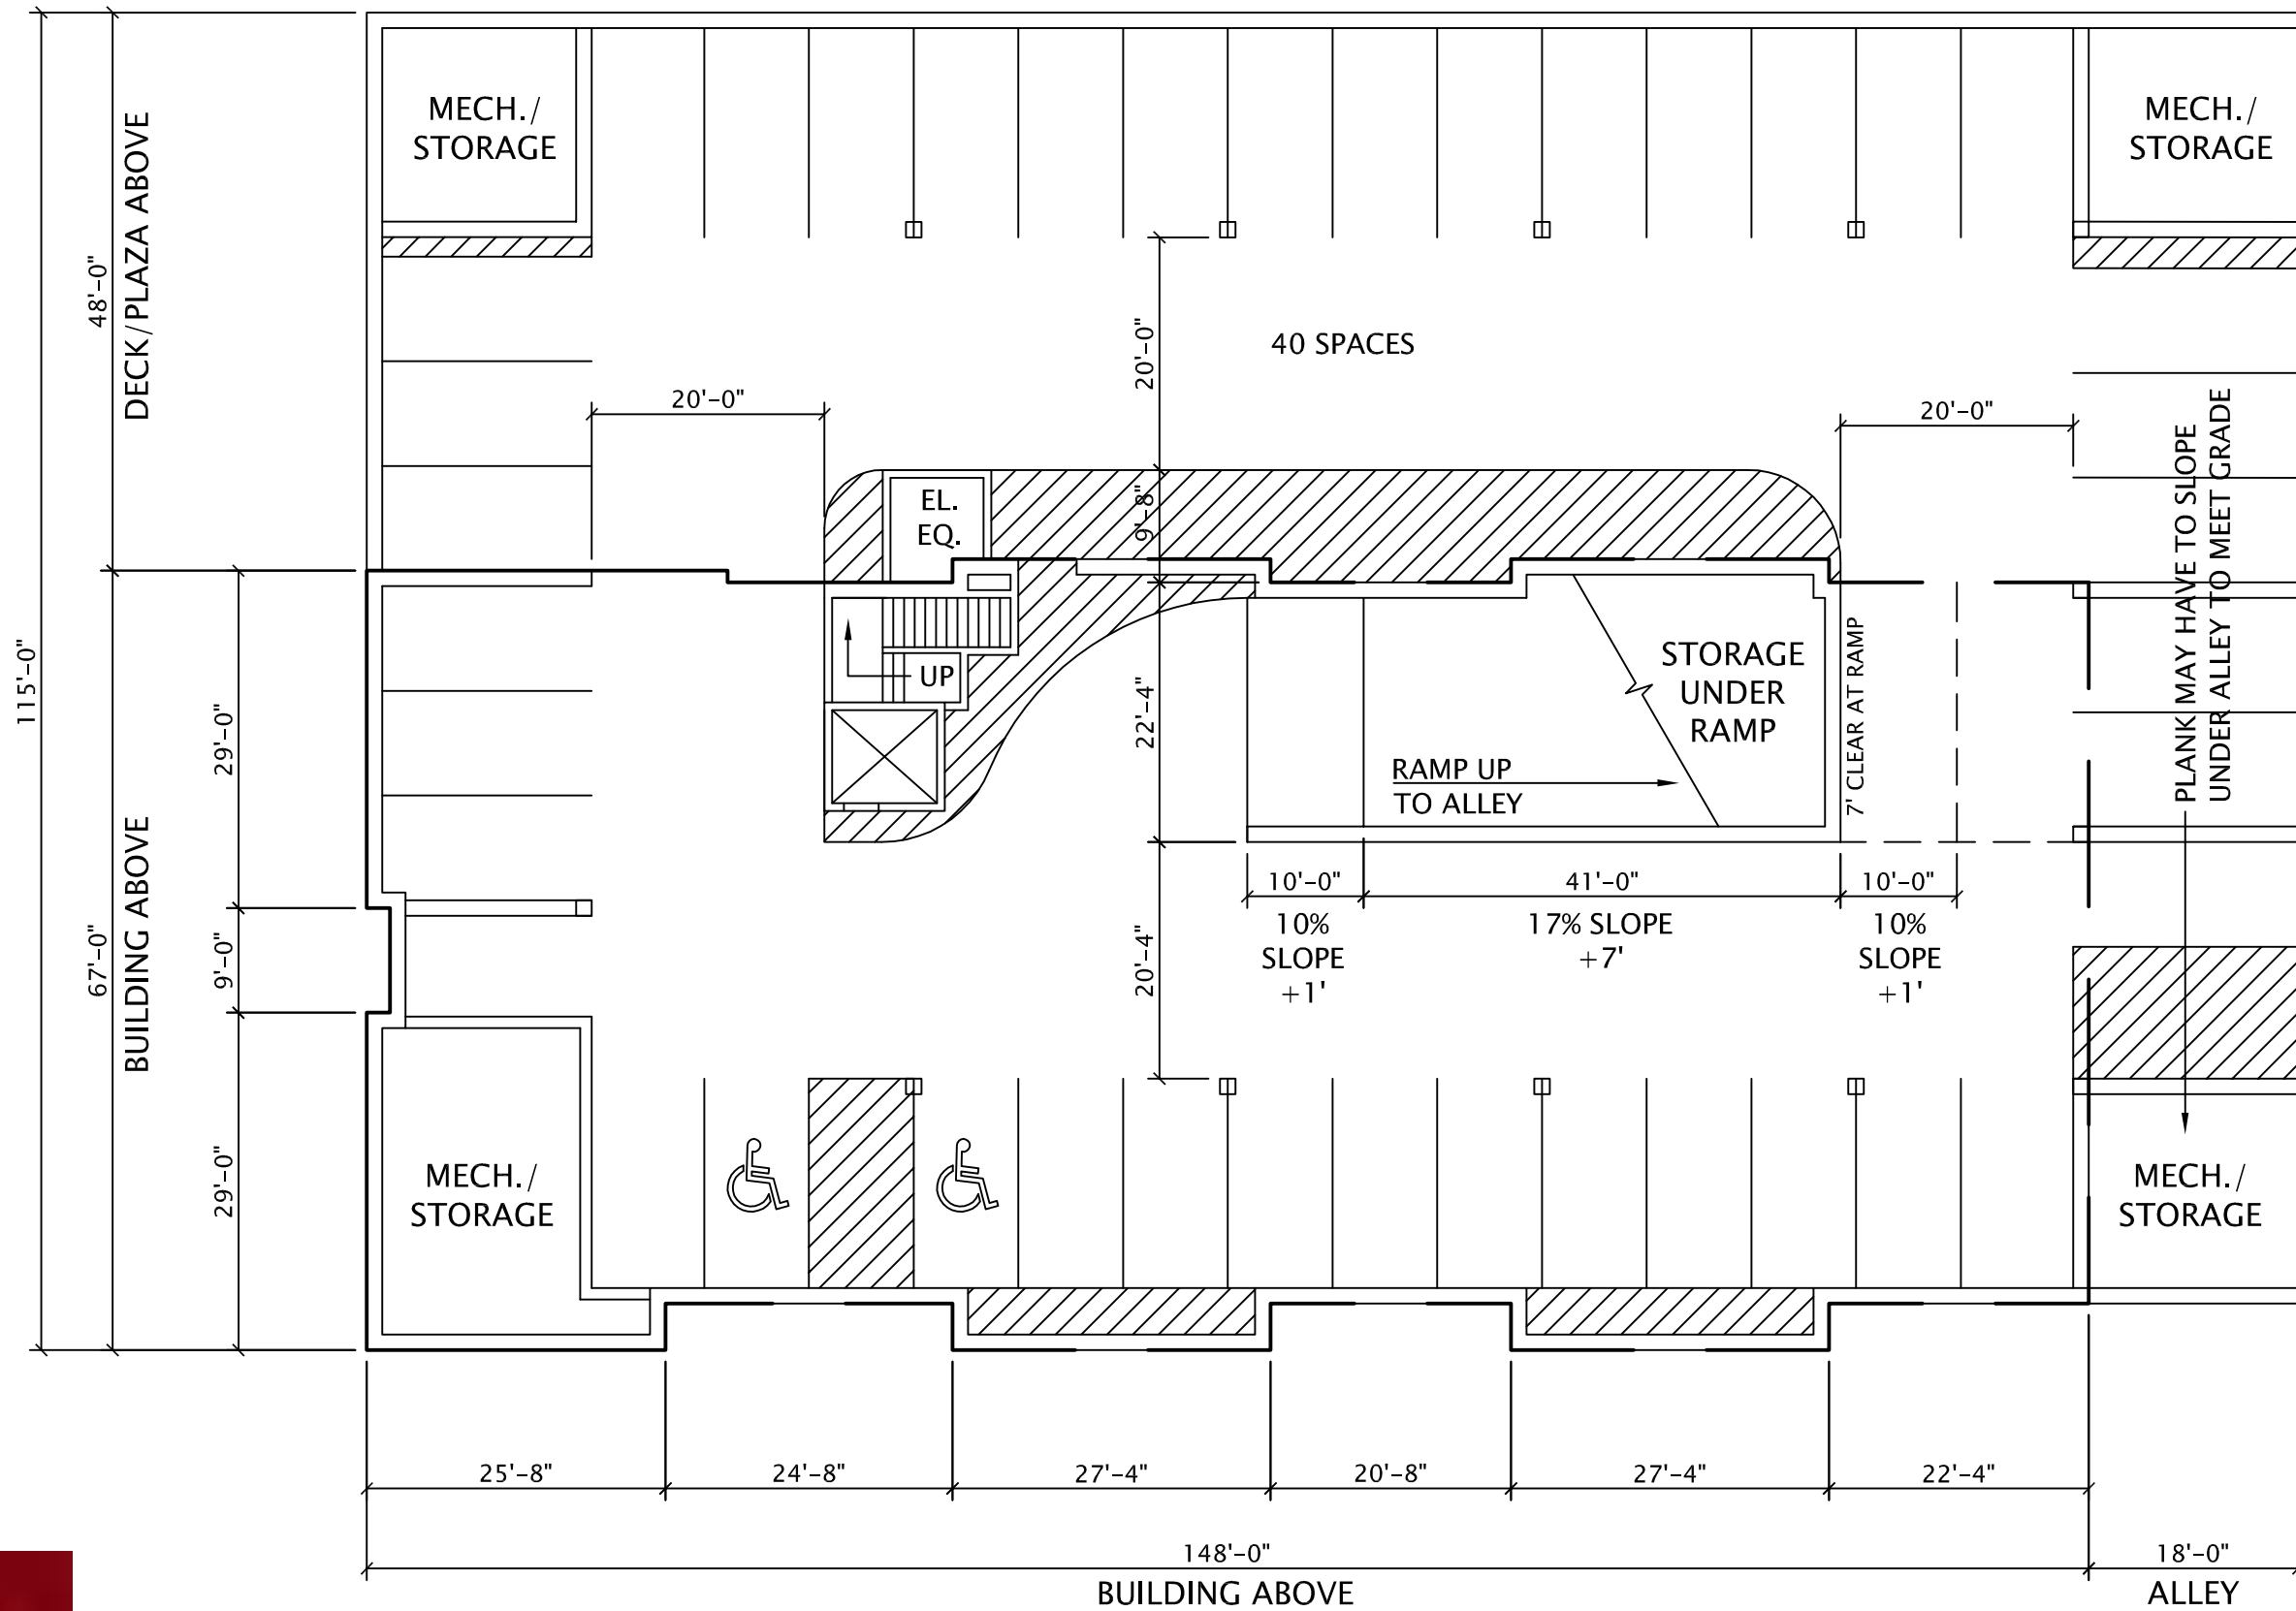 MECH./
STORAGE
MECH./
STORAGE
DECK/PLAZA ABOVE
48'-0"
40 SPACES
20'-0"
20'-0"
20'-0"
PLANK MAY HAVE TO SLOPE
UNDER ALLEY TO MEET GRADE
EL.
EQ.
9'-8"
115'-0"
29'-0"
UP
22'-4"
STORAGE
UNDER
RAMP
7' CLEAR AT RAMP
RAMP UP
TO ALLEY
BUILDING ABOVE
67'-0"
9'-0"
10'-0"
41'-0"
10'-0"
10%
SLOPE
+1'
17% SLOPE
+7'
10%
SLOPE
+1'
20'-4"
29'-0"
MECH./
STORAGE
MECH./
STORAGE
25'-8"
24'-8"
27'-4"
20'-8"
27'-4"
22'-4"
148'-0"
18'-0"
BUILDING ABOVE
ALLEY